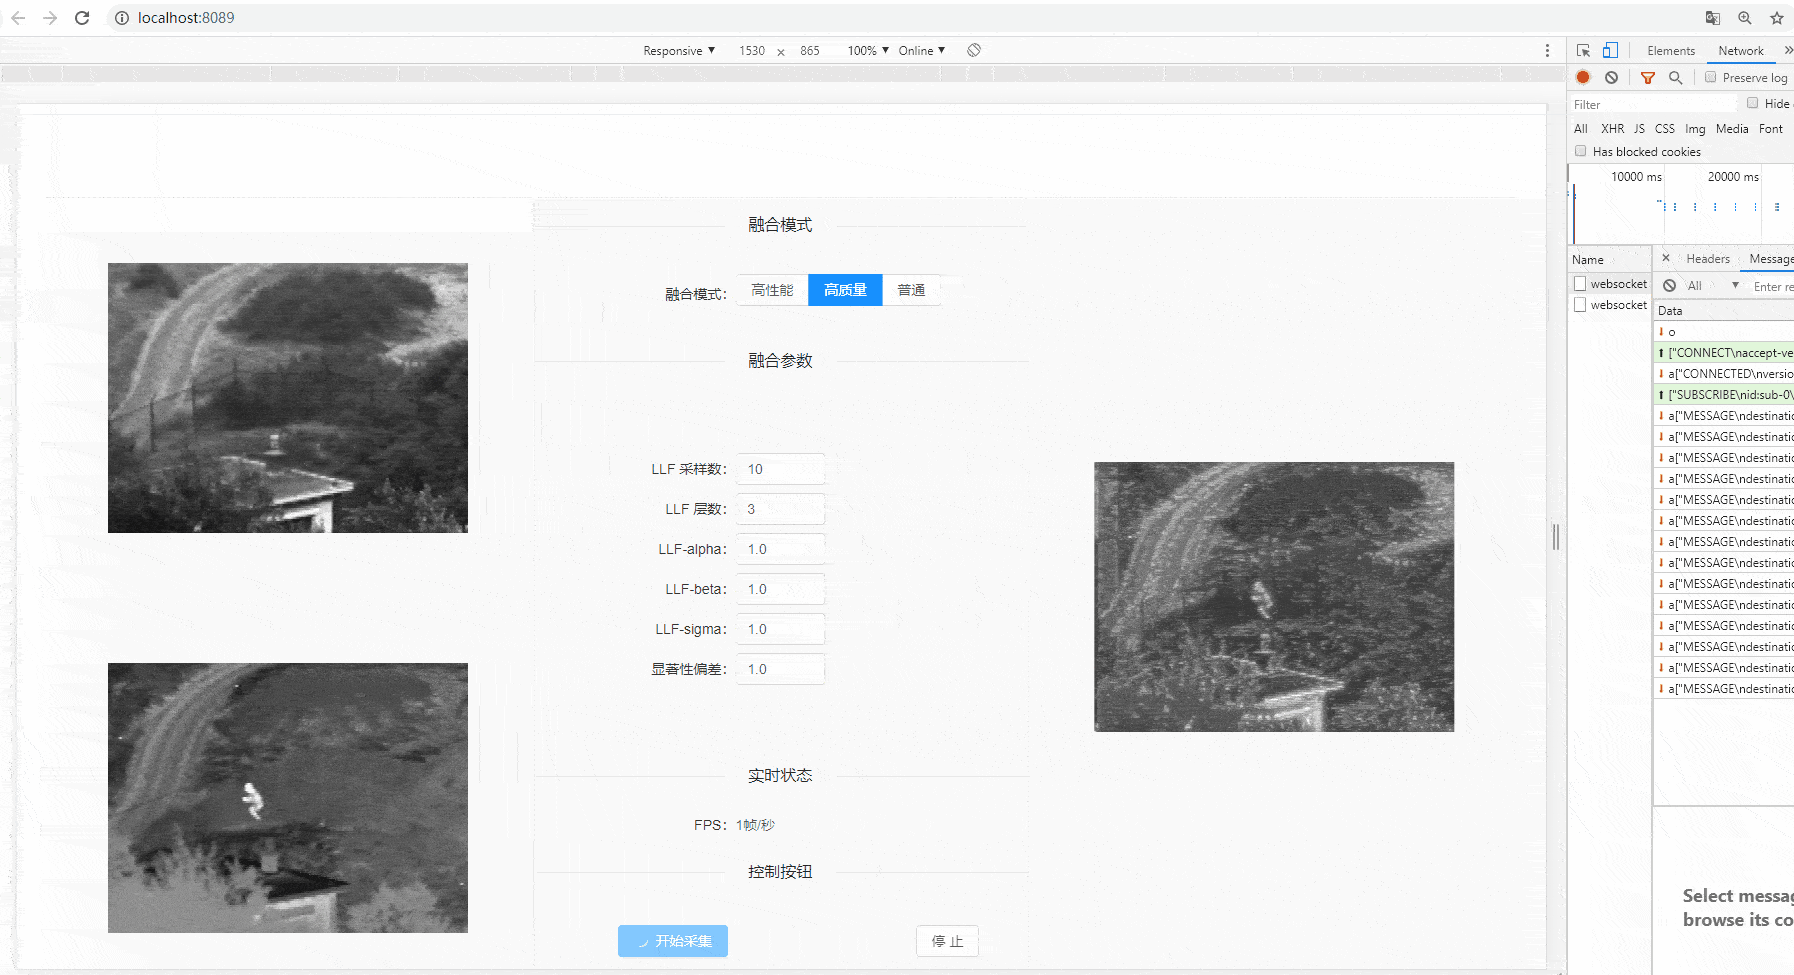 localhost:8089
Responsive ▼ 1530 × 865 100% ▼ Online ▼
Elements Network »
Preserve log
Filter Hide
All XHR JS CSS Img Media Font
Has blocked cookies
10000 ms 20000 ms
Name × Headers Message
websocket All ▼ Enter re
websocket
Data
o
["CONNECT\naccept-ve
a["CONNECTED\nversio
["SUBSCRIBE\nid:sub-0\
a["MESSAGE\ndestinatio
a["MESSAGE\ndestinatio
a["MESSAGE\ndestinatio
a["MESSAGE\ndestinatio
a["MESSAGE\ndestinatio
a["MESSAGE\ndestinatio
a["MESSAGE\ndestinatio
a["MESSAGE\ndestinatio
a["MESSAGE\ndestinatio
a["MESSAGE\ndestinatio
a["MESSAGE\ndestinatio
a["MESSAGE\ndestinatio
a["MESSAGE\ndestinatio
a["MESSAGE\ndestinatio
Select messag
browse its co
融合模式
融合模式： 高性能 高质量 普通
融合参数
LLF 采样数： 10
LLF 层数： 3
LLF-alpha： 1.0
LLF-beta： 1.0
LLF-sigma： 1.0
显著性偏差： 1.0
实时状态
FPS： 1帧/秒
控制按钮
开始采集 停 止